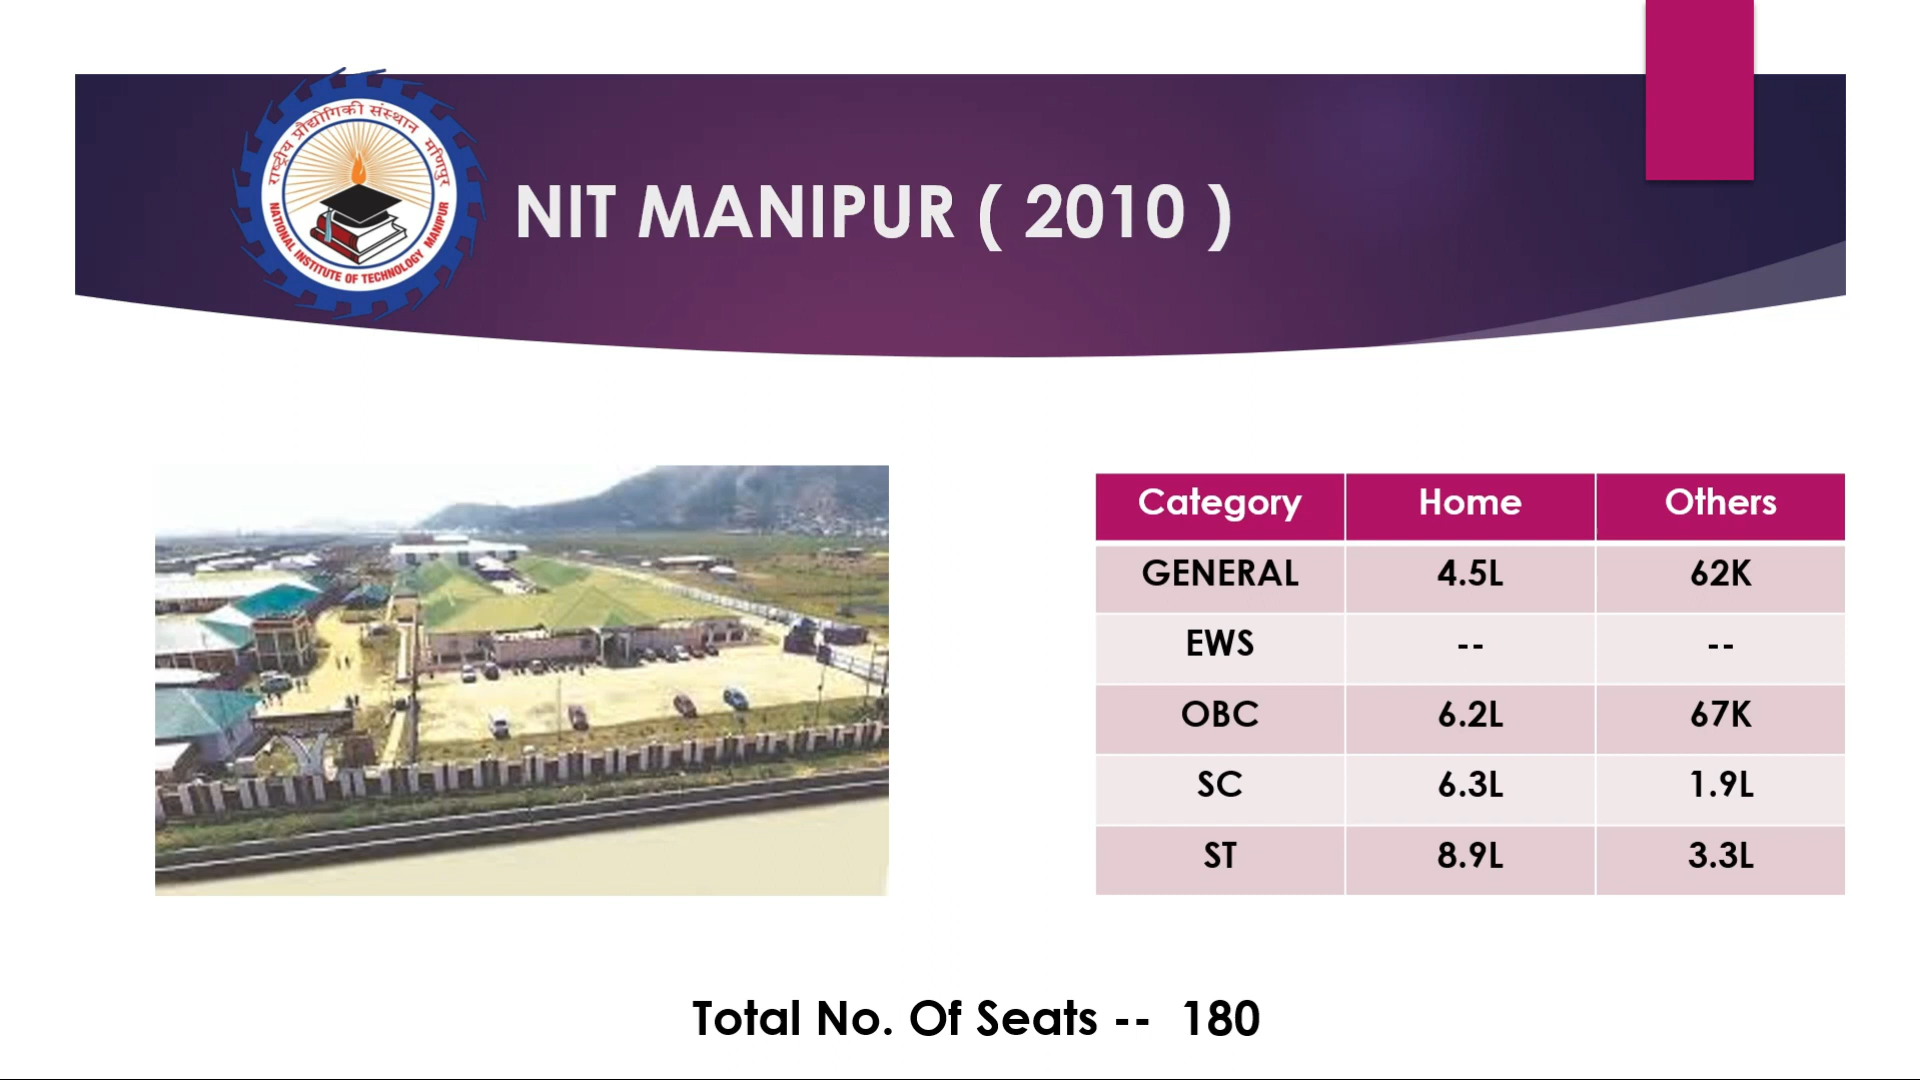 राष्ट्रीय प्रौद्योगिकी संस्थान मणिपुर
NATIONAL INSTITUTE OF TECHNOLOGY MANIPUR
NIT MANIPUR ( 2010 )
Category Home Others
GENERAL 4.5L 62K
EWS -- --
OBC 6.2L 67K
SC 6.3L 1.9L
ST 8.9L 3.3L
Total No. Of Seats -- 180